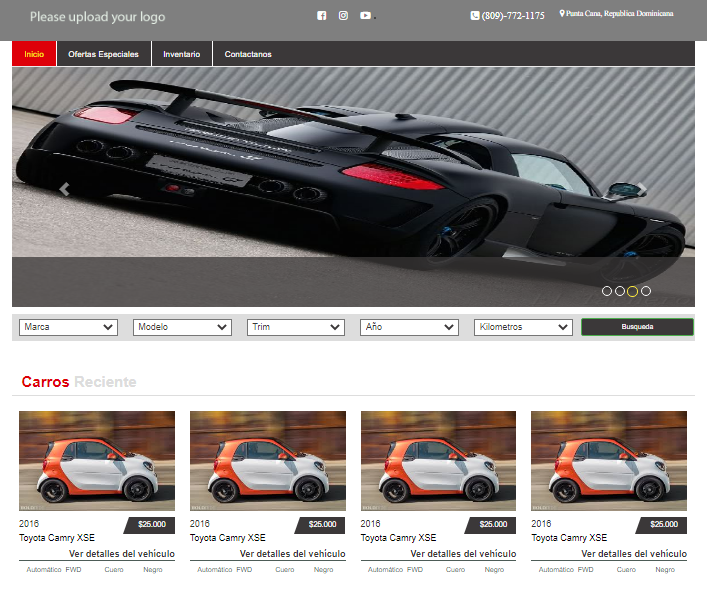 Please upload your logo
(809)-772-1175
Punta Cana, Republica Dominicana
Inicio Ofertas Especiales Inventario Contactanos
Marca Modelo Trim Año Kilometros Busqueda
Carros Reciente
2016 $25.000 2016 $25.000 2016 $25.000 2016 $25.000
Toyota Camry XSE Toyota Camry XSE Toyota Camry XSE Toyota Camry XSE
Ver detalles del vehículo Ver detalles del vehículo Ver detalles del vehículo Ver detalles del vehículo
Automático FWD Cuero Negro Automático FWD Cuero Negro Automático FWD Cuero Negro Automático FWD Cuero Negro